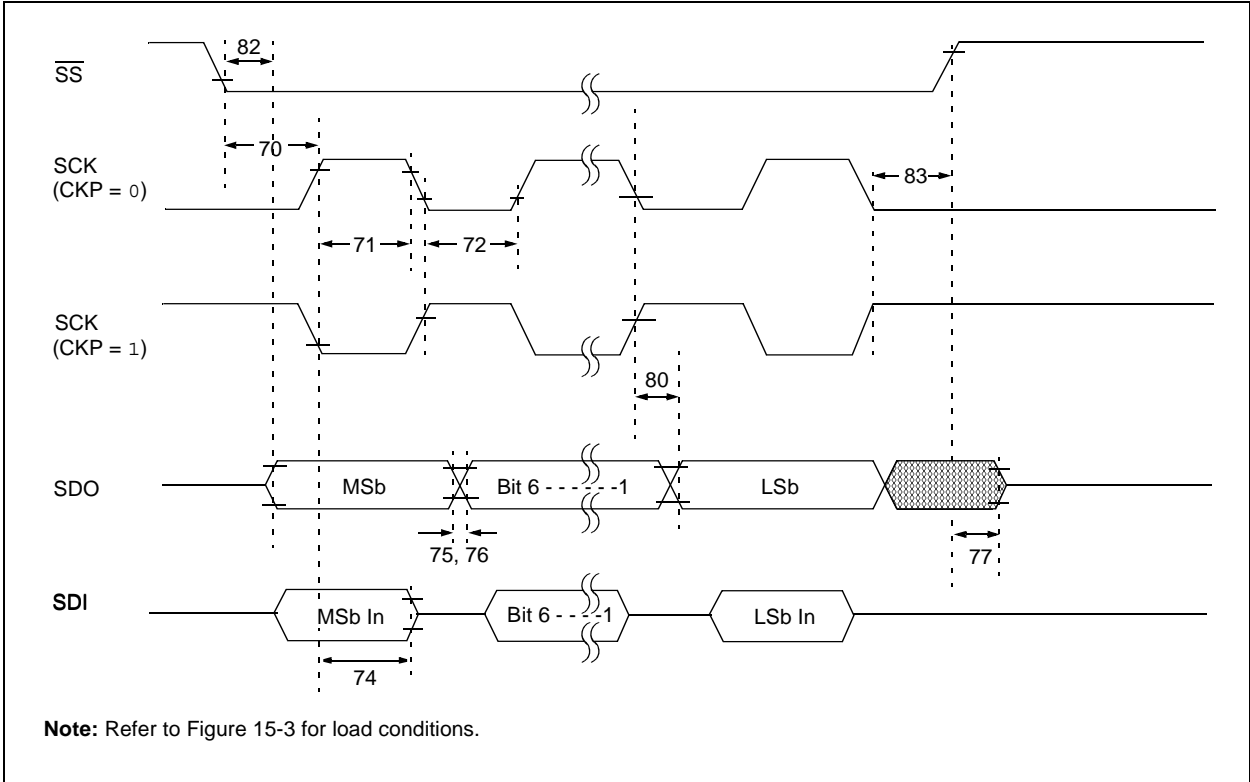 82
SS
70
SCK
(CKP = 0)
83
71
72
SCK
(CKP = 1)
80
SDO
MSb
Bit 6 - - - - - -1
LSb
75, 76
77
SDI
MSb In
Bit 6 - - - -1
LSb In
74
Note: Refer to Figure 15-3 for load conditions.